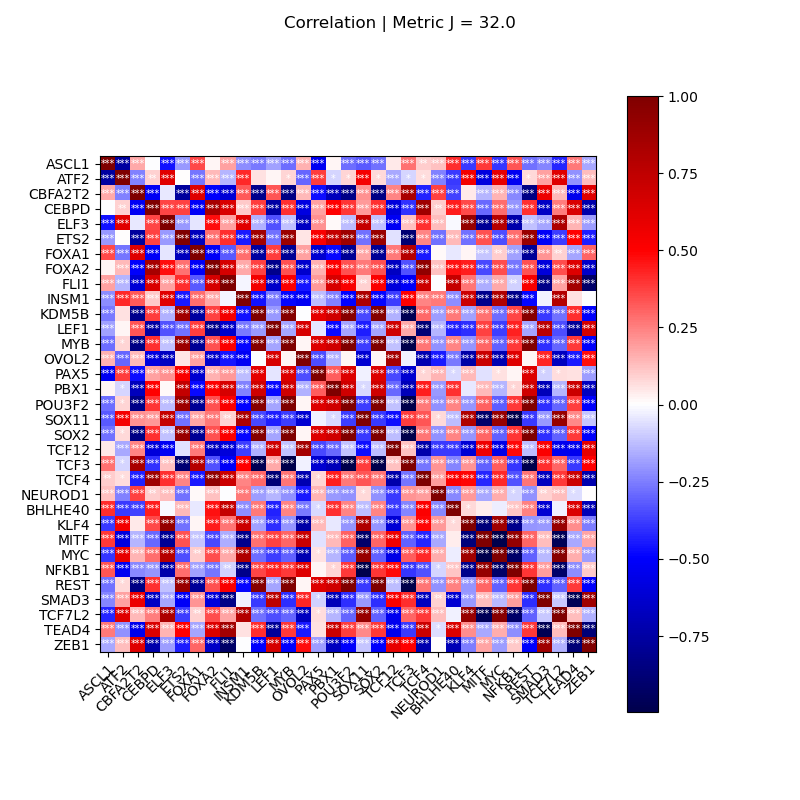 Correlation | Metric J = 32.0
ASCL1
ATF2
CBFA2T2
CEBPD
ELF3
ETS2
FOXA1
FOXA2
FLI1
INSM1
KDM5B
LEF1
MYB
OVOL2
PAX5
PBX1
POU3F2
SOX11
SOX2
TCF12
TCF3
TCF4
NEUROD1
BHLHE40
KLF4
MITF
MYC
NFKB1
REST
SMAD3
TCF7L2
TEAD4
ZEB1
ASCL1
ATF2
CBFA2T2
CEBPD
ELF3
ETS2
FOXA1
FOXA2
FLI1
INSM1
KDM5B
LEF1
MYB
OVOL2
PAX5
PBX1
POU3F2
SOX11
SOX2
TCF12
TCF3
TCF4
NEUROD1
BHLHE40
KLF4
MITF
MYC
NFKB1
REST
SMAD3
TCF7L2
TEAD4
ZEB1
1.00
0.75
0.50
0.25
0.00
−0.25
−0.50
−0.75